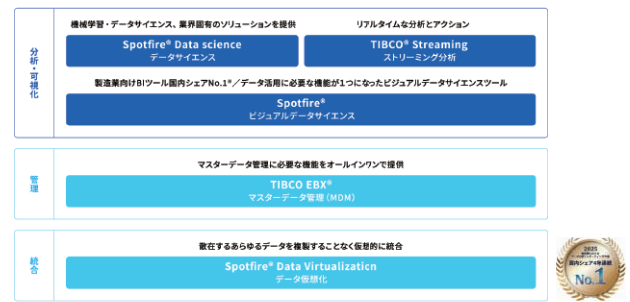 機械学習・データサイエンス、業界固有のソリューションを提供
リアルタイムな分析とアクション
分析・可視化
Spotfire® Data science
データサイエンス
TIBCO® Streaming
ストリーミング分析
製造業向けBIツール国内シェアNo.1※／データ活用に必要な機能が1つになったビジュアルデータサイエンスツール
Spotfire®
ビジュアルデータサイエンス
管理
マスターデータ管理に必要な機能をオールインワンで提供
TIBCO EBX®
マスターデータ管理（MDM）
統合
散在するあらゆるデータを複製することなく仮想的に統合
Spotfire® Data Virtualization
データ仮想化
2025
国内シェア4年連続
No.1